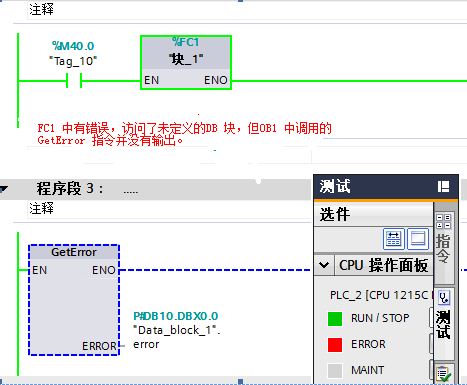 注释
%M40.0
"Tag_10"
%FC1
"块_1"
EN
ENO
FC1 中有错误，访问了未定义的DB 块，但OB1 中调用的
GetError 指令并没有输出。
程序段 3： .....
注释
GetError
EN
ENO
P#DB10.DBX0.0
"Data_block_1".
ERROR
error
测试
选件
CPU 操作面板
PLC_2 [CPU 1215C
RUN / STOP
ERROR
MAINT
指令
测试